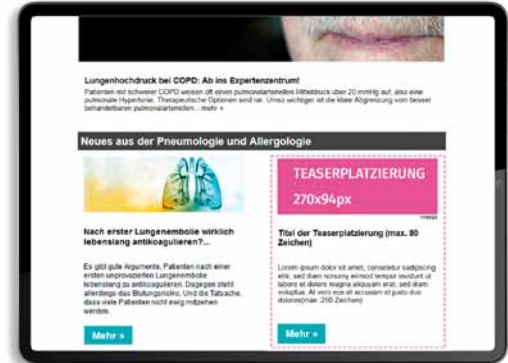 Lungenhochdruck bei COPD: Ab ins Expertenzentrum!
Patienten mit schwerer COPD weisen oft einen pulmonalarteriellen Mitteldruck über 20 mmHg auf, also eine
pulmonale Hypertonie. Therapeutische Optionen sind rar. Umso wichtiger ist die klare Abgrenzung von besser
behandelbaren pulmonalarteriellen... mehr »
Neues aus der Pneumologie und Allergologie
Nach erster Lungenembolie wirklich
lebenslang antikoagulieren?...
Es gibt gute Argumente, Patienten nach einer
ersten unprovozierten Lungenembolie
lebenslang zu antikoagulieren. Dagegen steht
allerdings das Blutungsrisiko. Und die Tatsache,
dass viele Patienten nicht ewig mitziehen
werden.
Mehr »
TEASERPLATZIERUNG
270x94px
Titel der Teaserplatzierung (max. 80
Zeichen)
Lorem ipsum dolor sit amet, consetetur sadipscing
elitr, sed diam nonumy eirmod tempor invidunt ut
labore et dolore magna aliquyam erat, sed diam
voluptua. At vero eos et accusam et justo duo
dolores(max. 250 Zeichen)
Mehr »